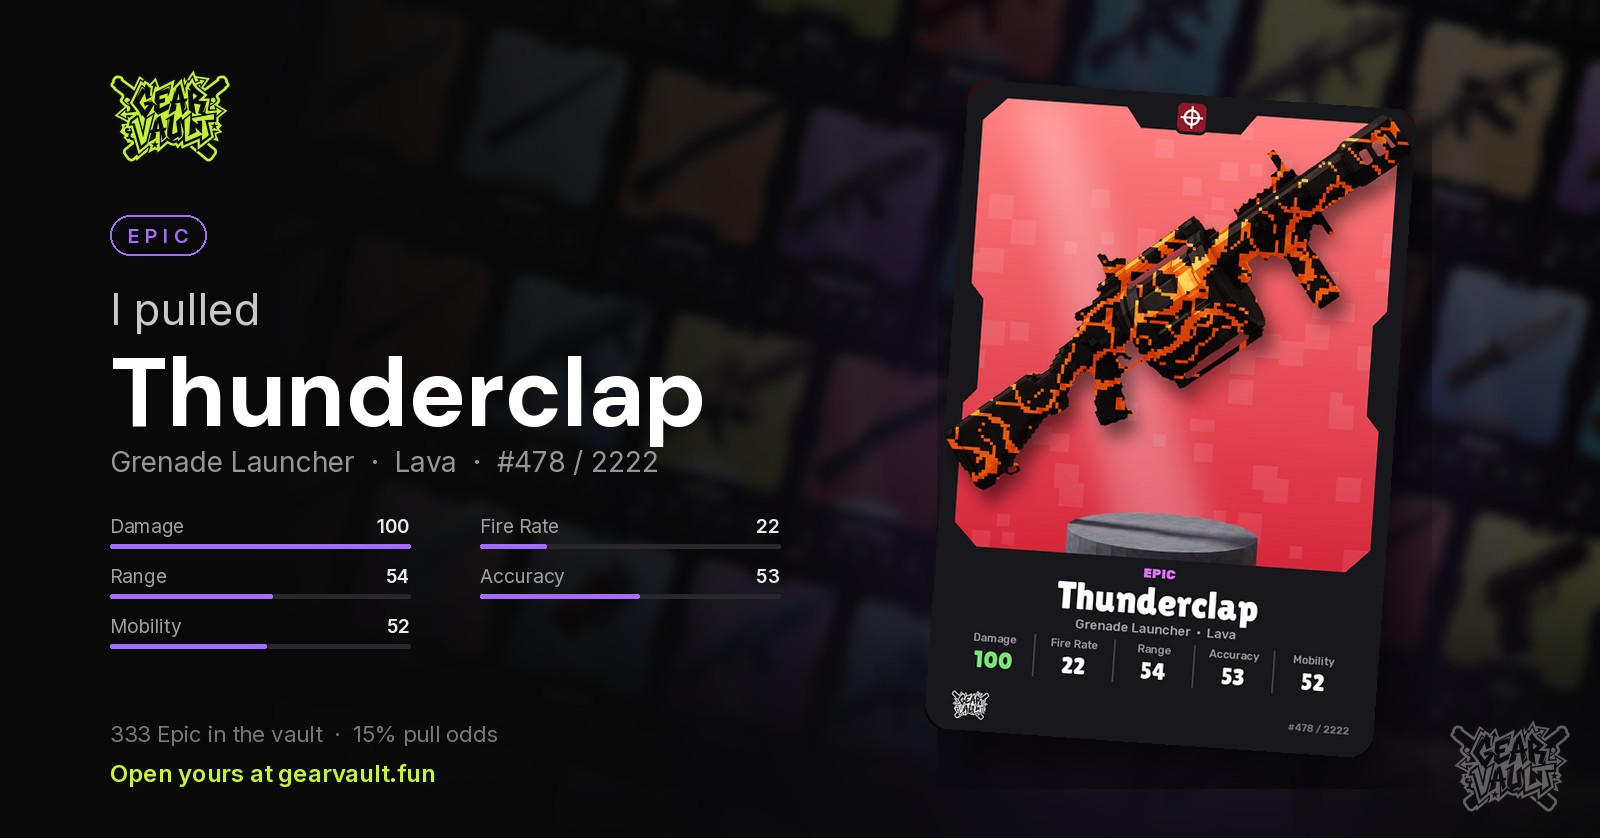 GEAR
VAULT
EPIC
I pulled
Thunderclap
Grenade Launcher · Lava · #478 / 2222
Damage 100
Fire Rate 22
Range 54
Accuracy 53
Mobility 52
333 Epic in the vault · 15% pull odds
Open yours at gearvault.fun
EPIC
Thunderclap
Grenade Launcher · Lava
Damage Fire Rate Range Accuracy Mobility
100 22 54 53 52
GEAR
VAULT
#478 / 2222
GEAR
VAULT